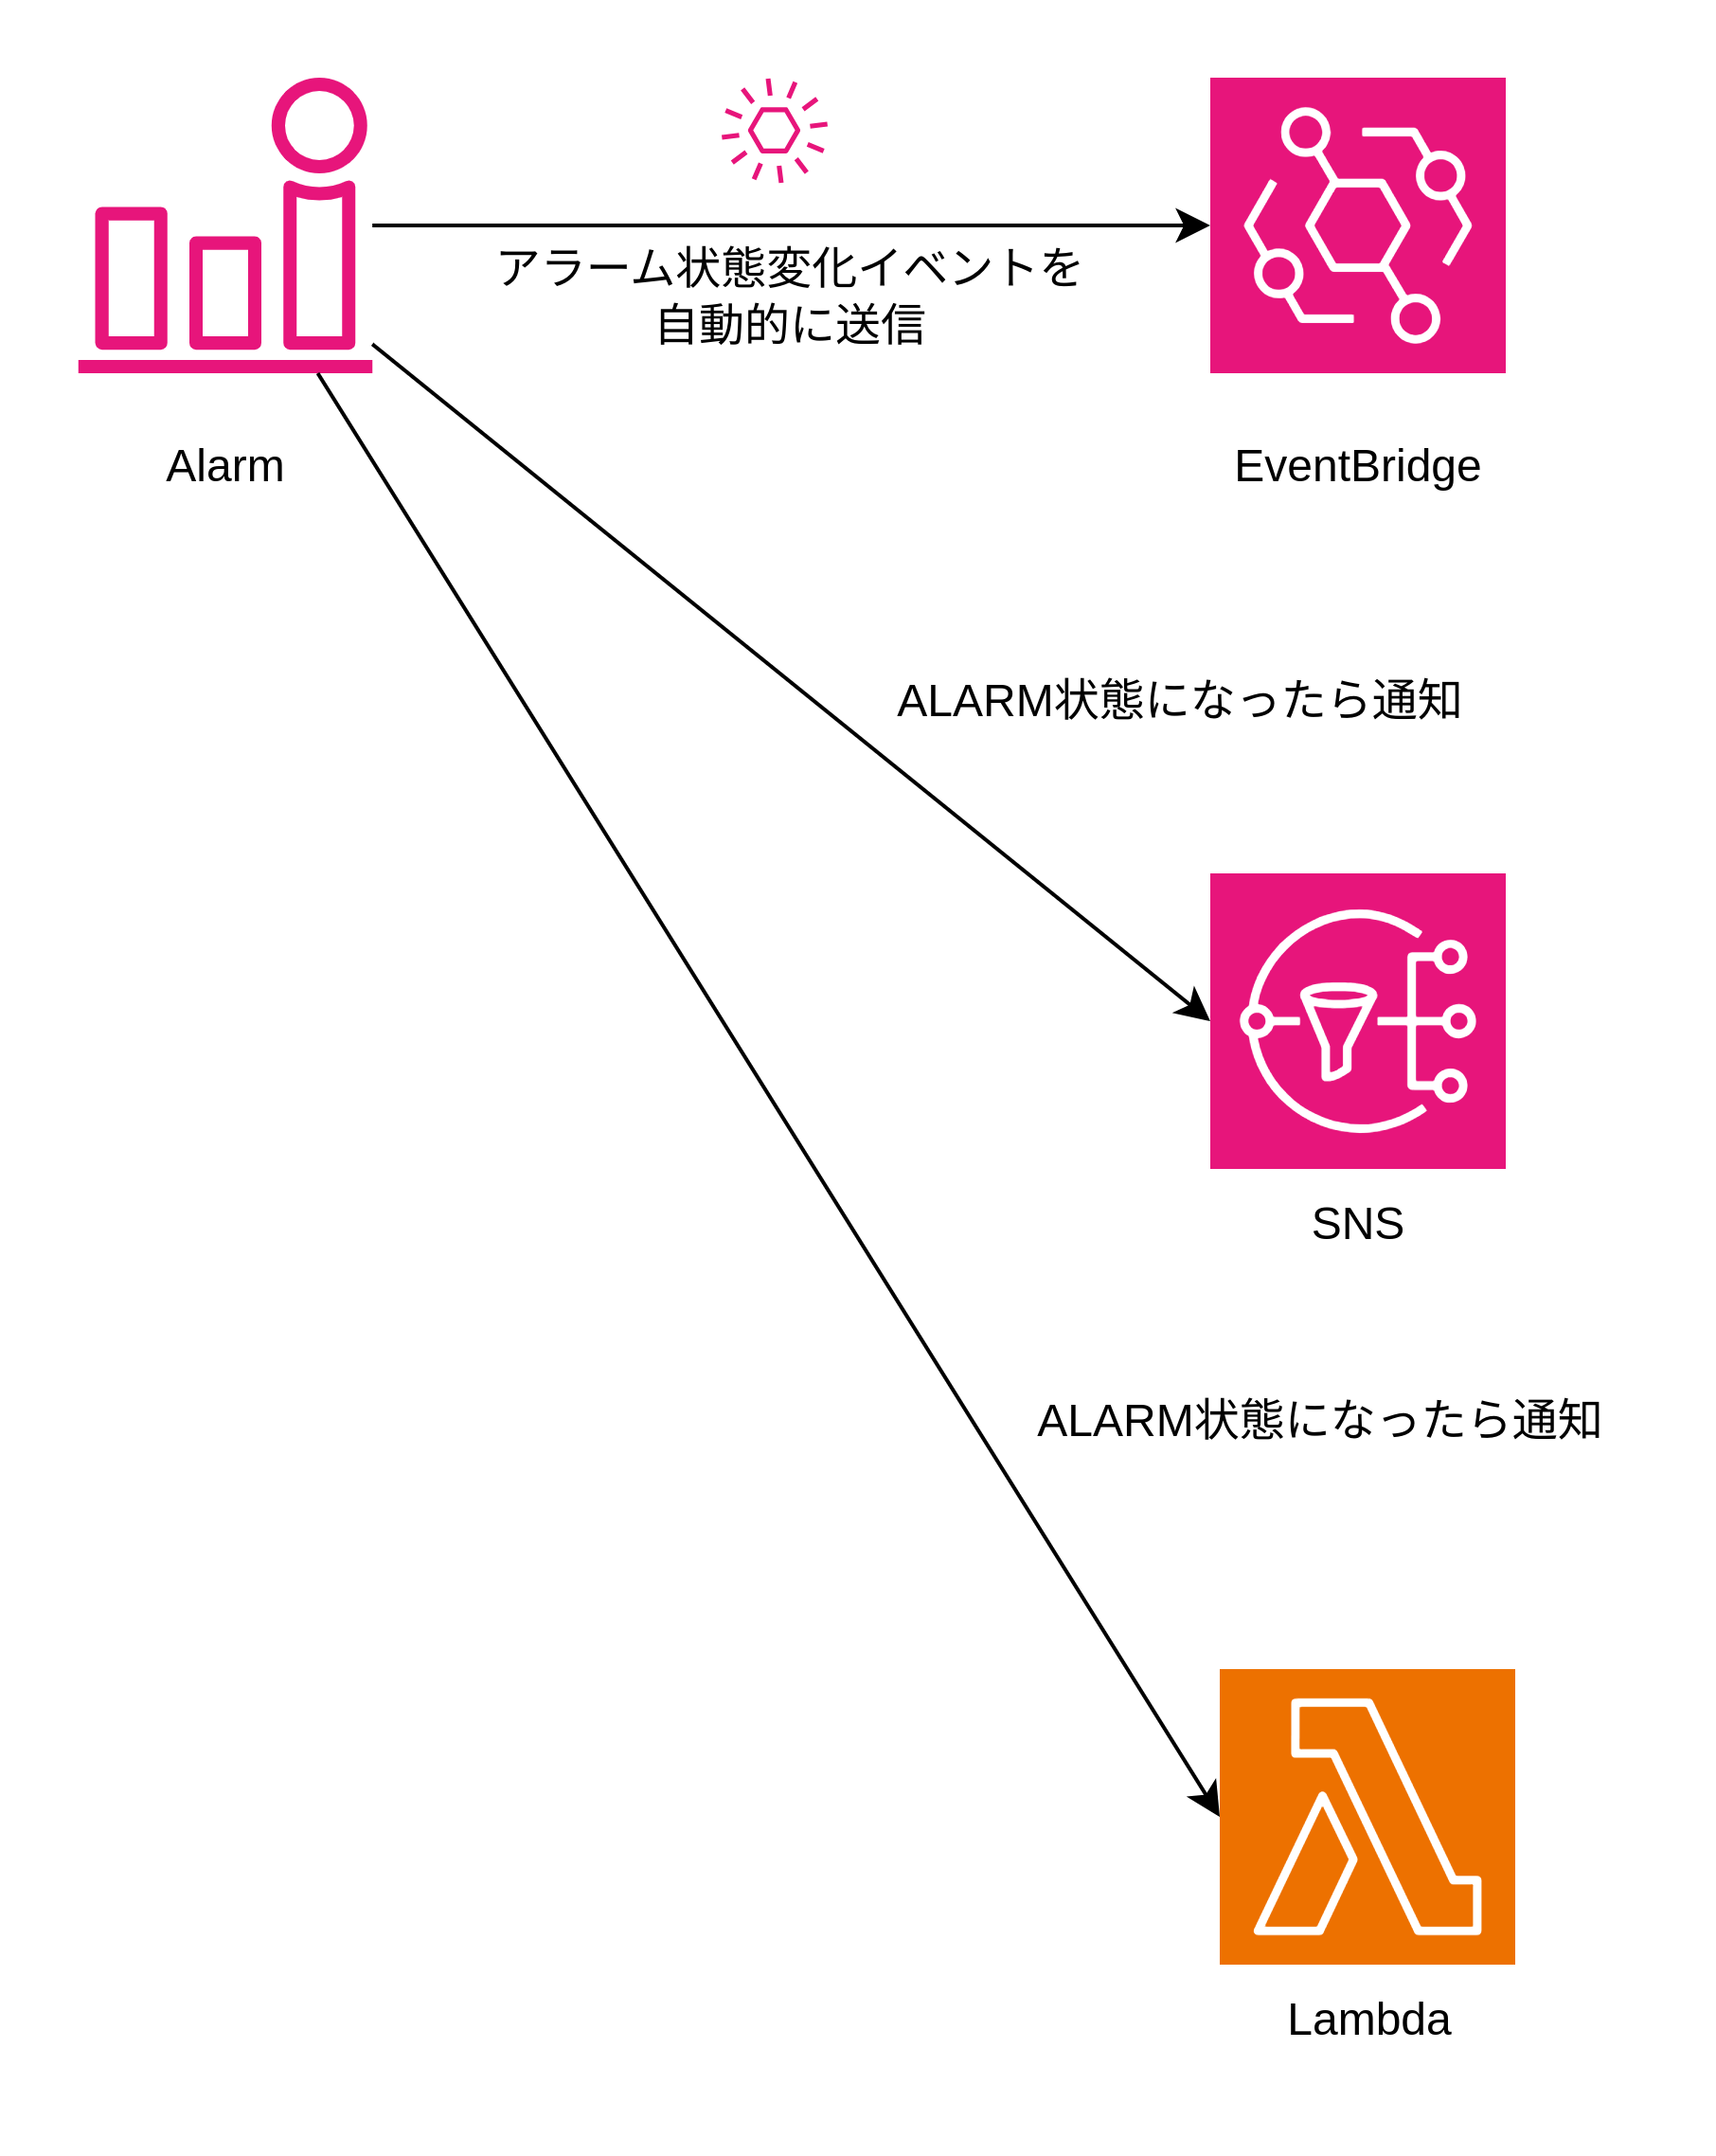 アラーム状態変化イベントを
自動的に送信
Alarm
EventBridge
ALARM状態になったら通知
SNS
ALARM状態になったら通知
Lambda